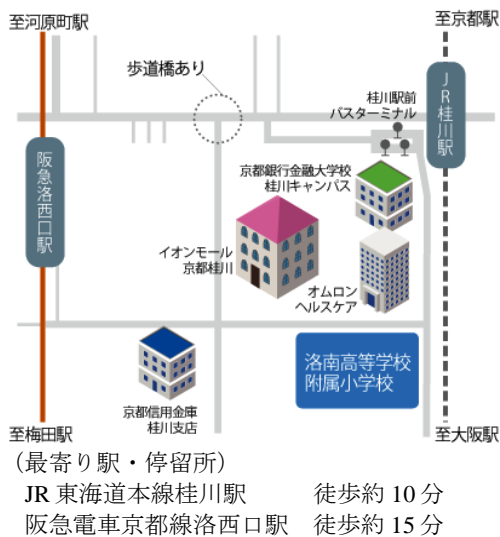 至河原町駅
至京都駅
歩道橋あり
桂川駅前
バスターミナル
JR桂川駅
阪急洛西口駅
京都銀行金融大学校
桂川キャンパス
イオンモール
京都桂川
オムロン
ヘルスケア
洛南高等学校
附属小学校
京都信用金庫
桂川支店
至梅田駅
至大阪駅
（最寄り駅・停留所）
JR 東海道本線桂川駅 徒歩約 10 分
阪急電車京都線洛西口駅 徒歩約 15 分